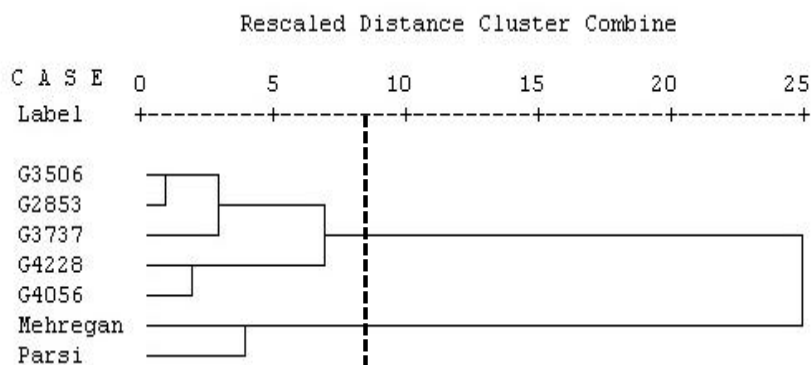 Rescaled Distance Cluster Combine
C A S E 0 5 10 15 20 25
Label +---------+---------+---------+---------+---------+
G3506
G2853
G3737
G4228
G4056
Mehregan
Parsi